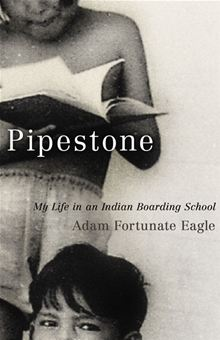 Pipestone
My Life in an Indian Boarding School
Adam Fortunate Eagle